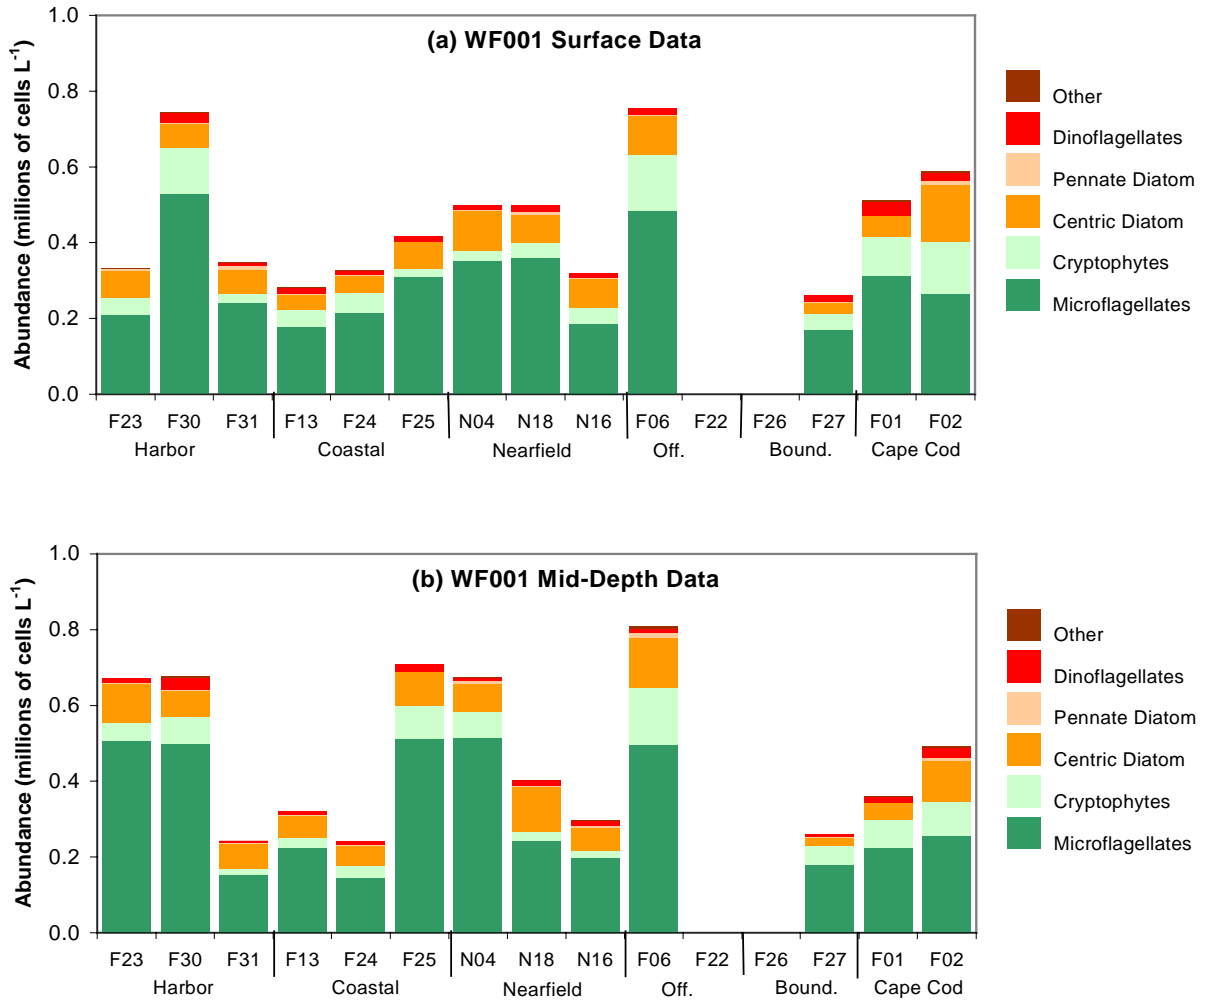 (a) WF001 Surface Data
Abundance (millions of cells L⁻¹)
1.0
0.8
0.6
0.4
0.2
0.0
F23 F30 F31 F13 F24 F25 N04 N18 N16 F06 F22 F26 F27 F01 F02
Harbor Coastal Nearfield Off. Bound. Cape Cod
Other
Dinoflagellates
Pennate Diatom
Centric Diatom
Cryptophytes
Microflagellates
(b) WF001 Mid-Depth Data
Abundance (millions of cells L⁻¹)
1.0
0.8
0.6
0.4
0.2
0.0
F23 F30 F31 F13 F24 F25 N04 N18 N16 F06 F22 F26 F27 F01 F02
Harbor Coastal Nearfield Off. Bound. Cape Cod
Other
Dinoflagellates
Pennate Diatom
Centric Diatom
Cryptophytes
Microflagellates